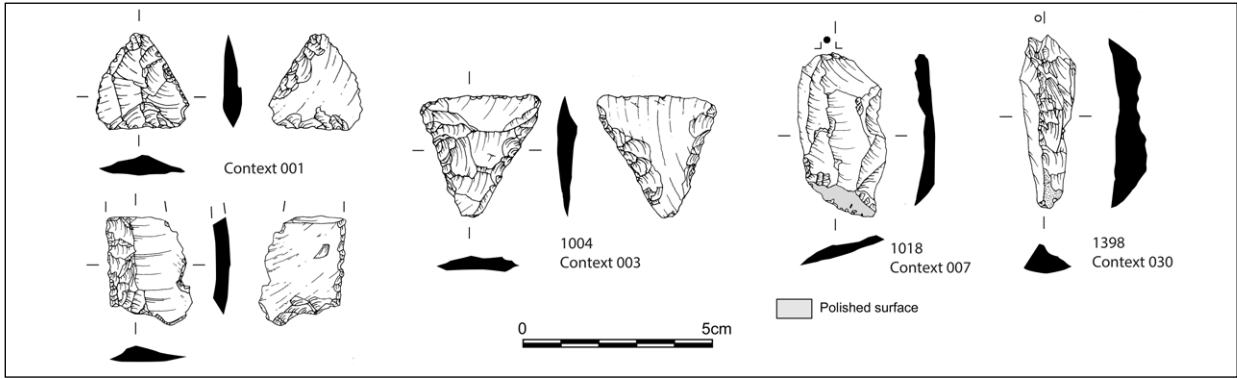 Context 001
1004
Context 003
1018
Context 007
1398
Context 030
Polished surface
0 5cm